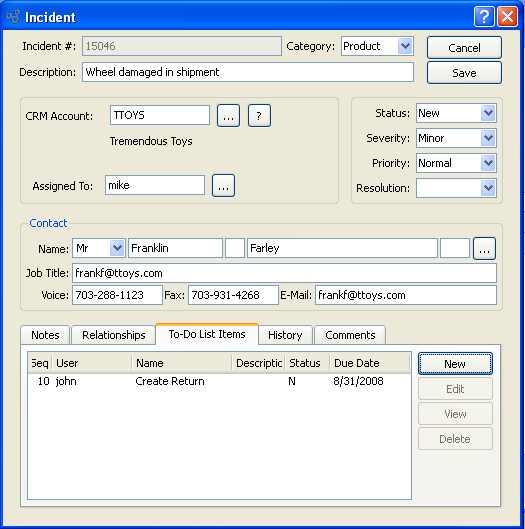 Incident
Incident #: 15046 Category: Product Cancel
Description: Wheel damaged in shipment Save
CRM Account: TTOYS ... ?
Tremendous Toys
Assigned To: mike ...
Status: New
Severity: Minor
Priority: Normal
Resolution:
Contact
Name: Mr Franklin Farley ...
Job Title: frankf@ttoys.com
Voice: 703-288-1123 Fax: 703-931-4268 E-Mail: frankf@ttoys.com
Notes Relationships To-Do List Items History Comments
Seq User Name Descriptic Status Due Date
10 john Create Return N 8/31/2008
New
Edit
View
Delete